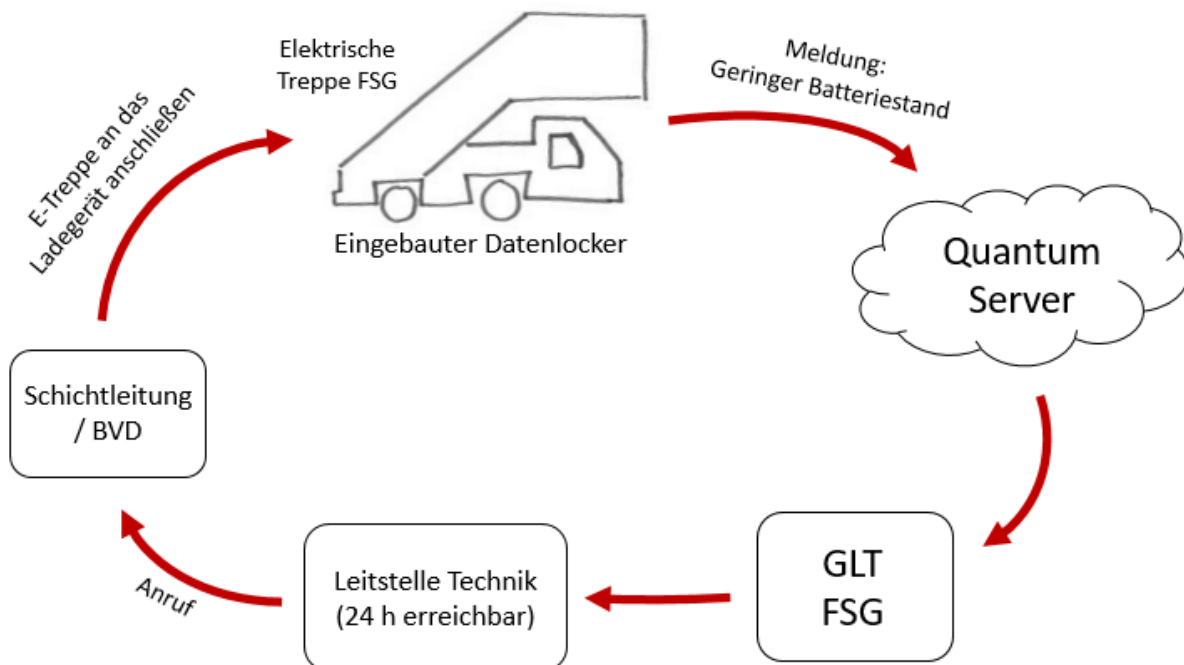 Elektrische
Treppe FSG
Meldung:
Geringer Batteriestand
E-Treppe an das
Ladegerät anschließen
Eingebauter Datenlocker
Quantum
Server
Schichtleitung
/ BVD
Anruf
Leitstelle Technik
(24 h erreichbar)
GLT
FSG